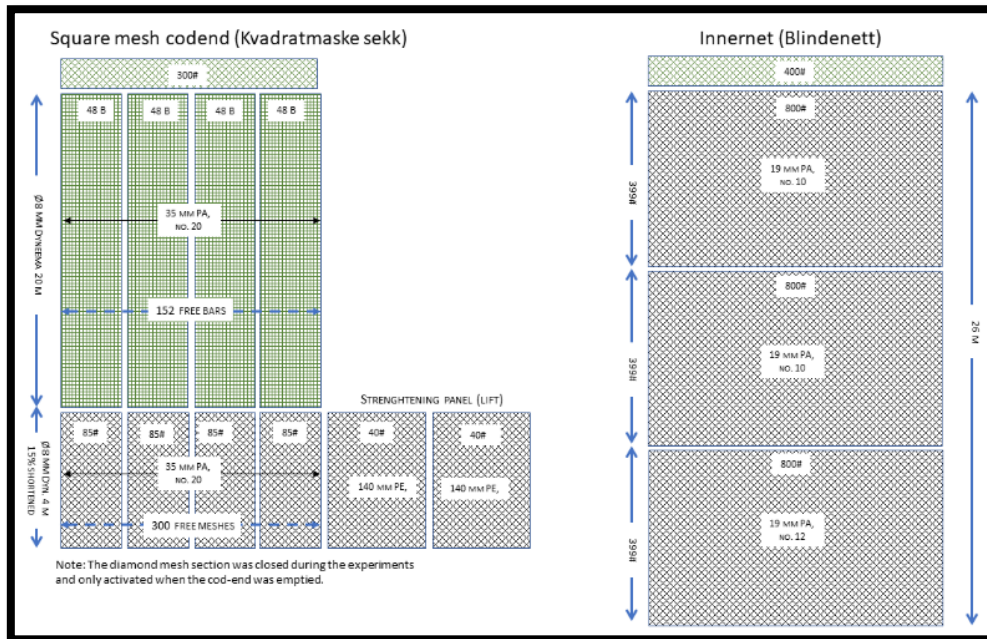 Square mesh codend (Kvadratmaske sekk)
300#
48 B
48 B
48 B
48 B
Ø8 MM DYNEEMA 20 M
35 MM PA,
NO. 20
152 FREE BARS
STRENGHTENING PANEL (LIFT)
85#
85#
85#
85#
40#
40#
Ø8 MM DYN. 4 M
15% SHORTENED
35 MM PA,
NO. 20
140 MM PE,
140 MM PE,
300 FREE MESHES
Note: The diamond mesh section was closed during the experiments
and only activated when the cod-end was emptied.
Innernet (Blindenett)
400#
800#
399#
19 MM PA,
NO. 10
800#
399#
19 MM PA,
NO. 10
800#
399#
19 MM PA,
NO. 12
26 M